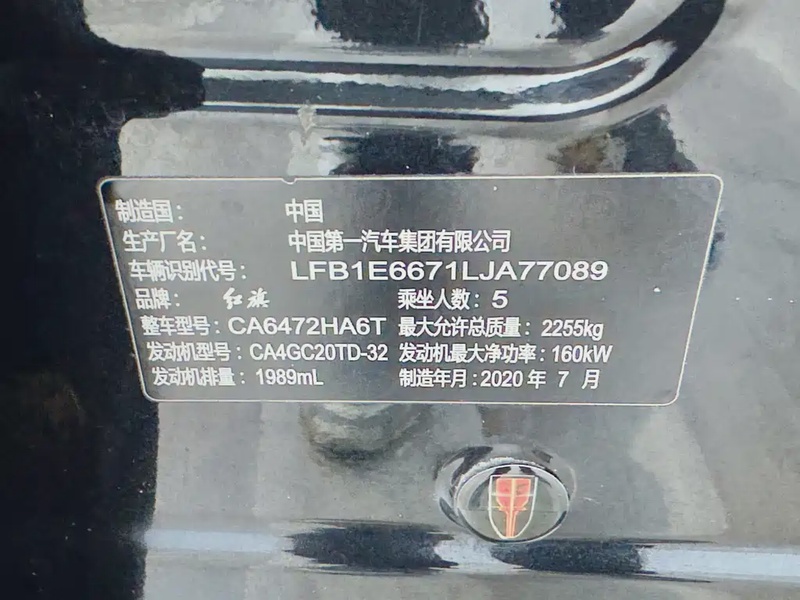 制造国： 中国
生产厂名： 中国第一汽车集团有限公司
车辆识别代号： LFB1E6671LJA77089
品牌： 红旗 乘坐人数：5
整车型号：CA6472HA6T 最大允许总质量：2255kg
发动机型号：CA4GC20TD-32 发动机最大净功率：160kW
发动机排量：1989mL 制造年月：2020年 7 月